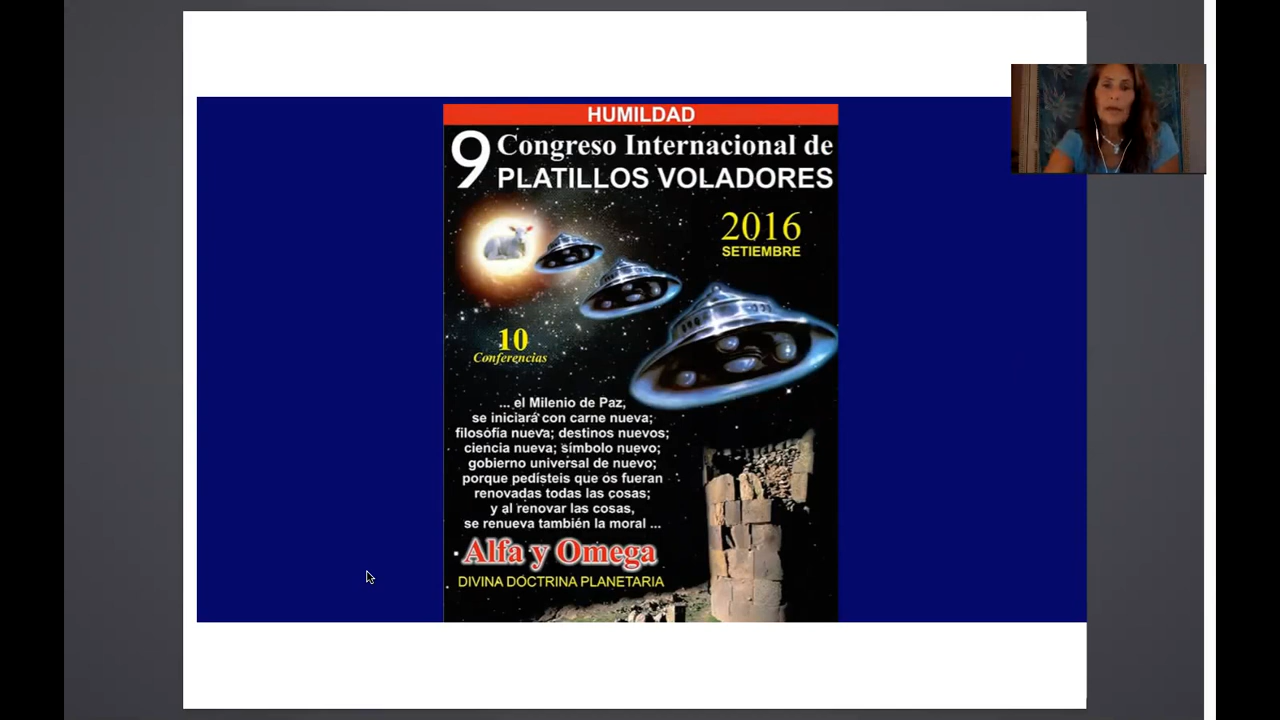 HUMILDAD
9 Congreso Internacional de
PLATILLOS VOLADORES
2016
SETIEMBRE
10
Conferencias
... el Milenio de Paz,
se iniciará con carne nueva;
filosofía nueva; destinos nuevos;
ciencia nueva; símbolo nuevo;
gobierno universal de nuevo;
porque pedísteis que os fueran
renovadas todas las cosas;
y al renovar las cosas,
se renueva también la moral ...
Alfa y Omega
DIVINA DOCTRINA PLANETARIA